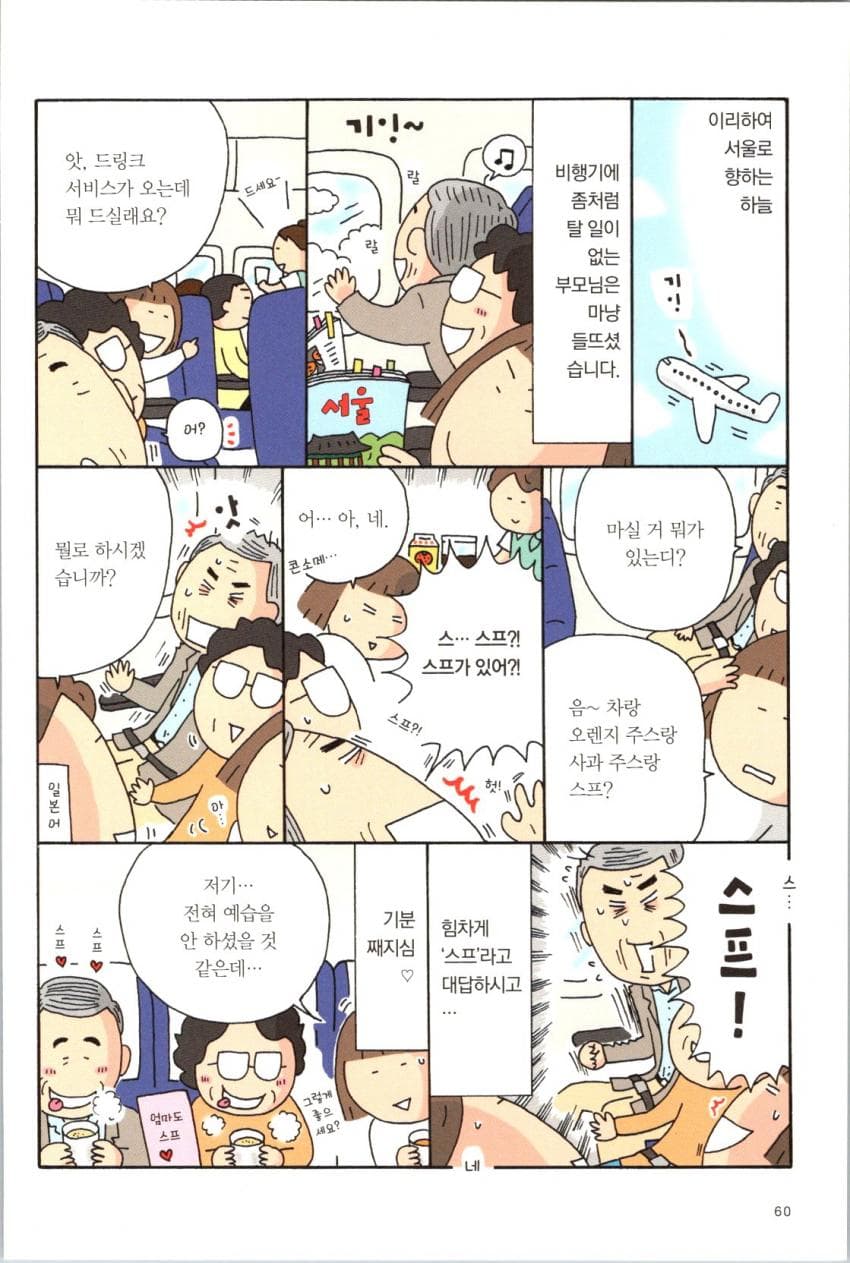 이리하여
서울로
향하는
하늘
기잉~
비행기에
좀처럼
탈 일이
없는
부모님은
마냥
들뜨셨
습니다.
기잉~
랄
랄
서울
앗, 드링크
서비스가 오는데
뭐 드실래요?
드세요~
어?
마실 거 뭐가
있는디?
음~ 차랑
오렌지 주스랑
사과 주스랑
스프?
스… 스프?!
스프가 있어?!
어… 아, 네.
콘소메…
스프?!
헛!
앗
뭘로 하시겠
습니까?
아…
일본어
스…
스프!
힘차게
‘스프’라고
대답하시고
…
네
기분
째지심
♡
저기…
전혀 예습을
안 하셨을 것
같은데…
그렇게
좋으
세요?
스프♥
스프♥
엄마도
스프
♥
60